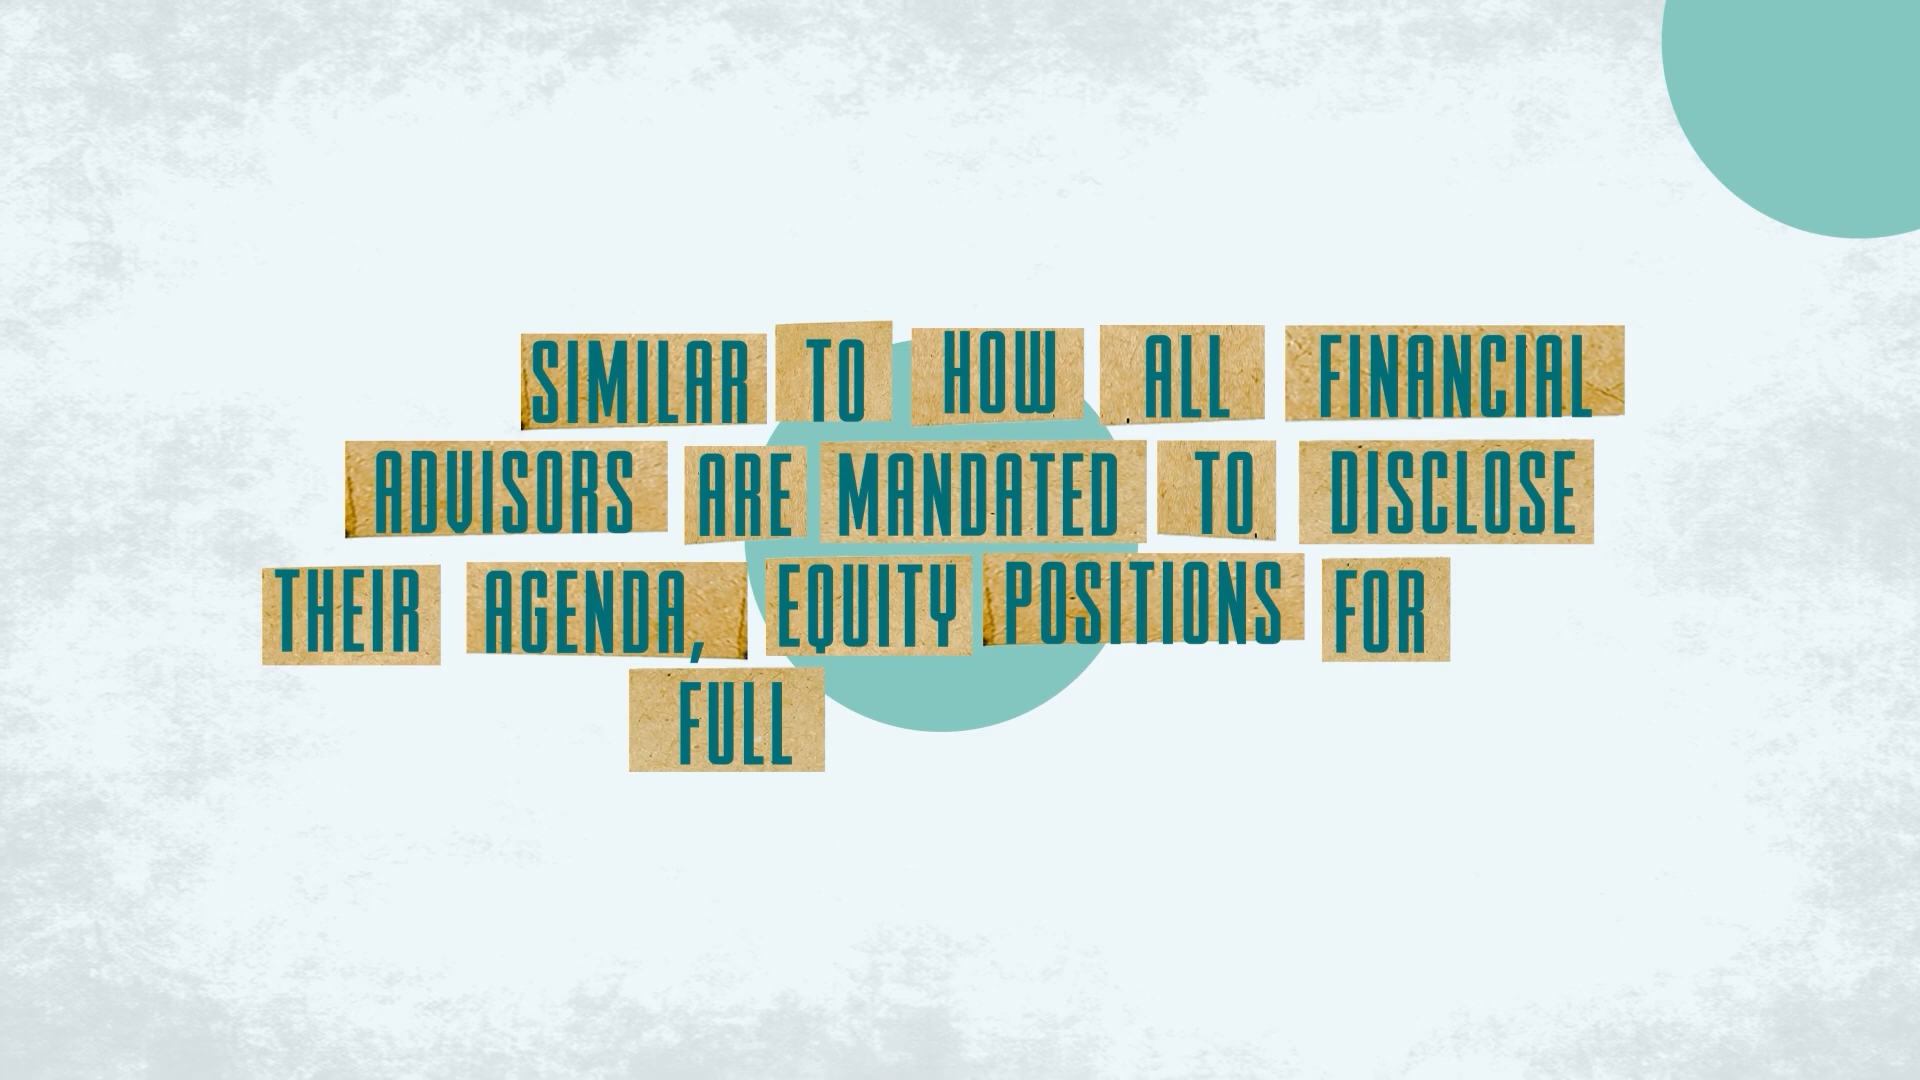 SIMILAR TO HOW ALL FINANCIAL
ADVISORS ARE MANDATED TO DISCLOSE
THEIR AGENDA, EQUITY POSITIONS FOR
FULL